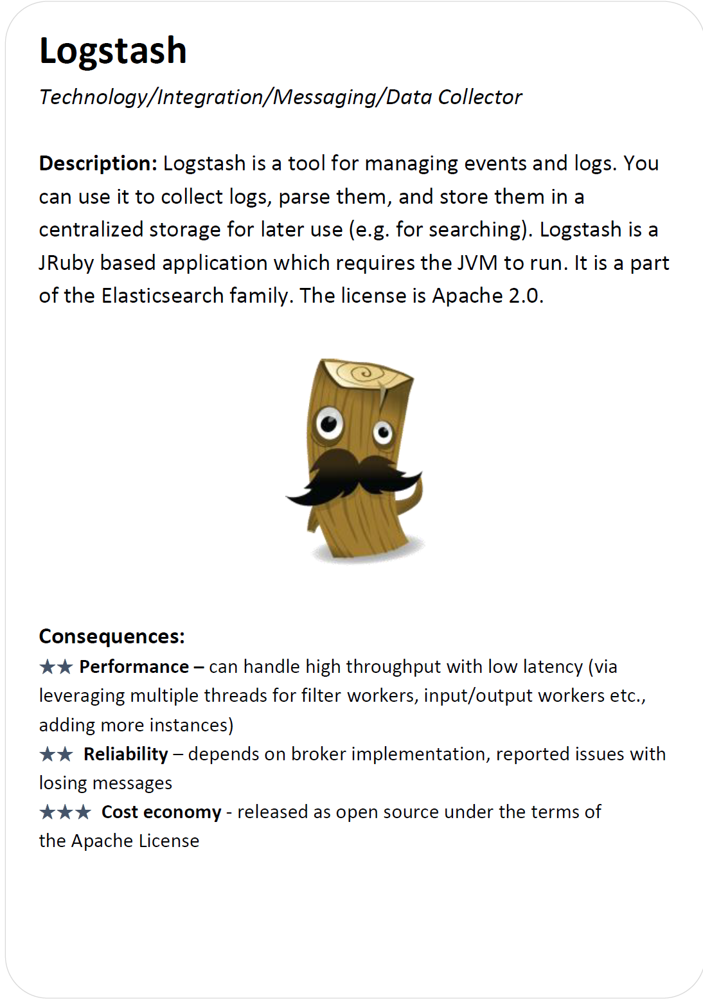 Logstash
Technology/Integration/Messaging/Data Collector
Description: Logstash is a tool for managing events and logs. You
can use it to collect logs, parse them, and store them in a
centralized storage for later use (e.g. for searching). Logstash is a
JRuby based application which requires the JVM to run. It is a part
of the Elasticsearch family. The license is Apache 2.0.
Consequences:
★★ Performance – can handle high throughput with low latency (via
leveraging multiple threads for filter workers, input/output workers etc.,
adding more instances)
★★ Reliability – depends on broker implementation, reported issues with
losing messages
★★★ Cost economy - released as open source under the terms of
the Apache License